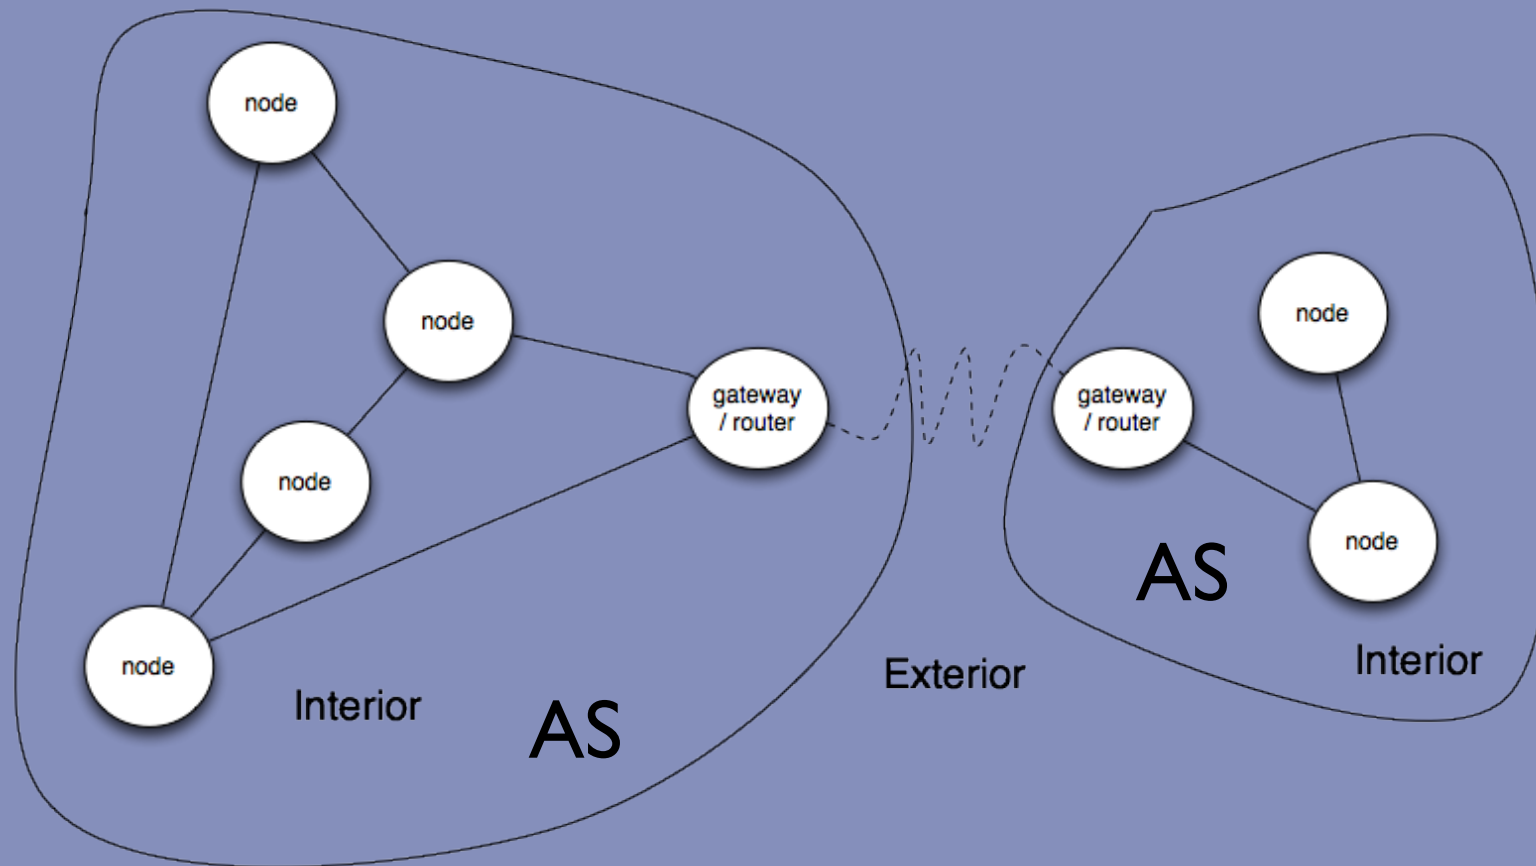 node
node
gateway
/ router
node
node
Interior
AS
Exterior
gateway
/ router
node
node
AS
Interior